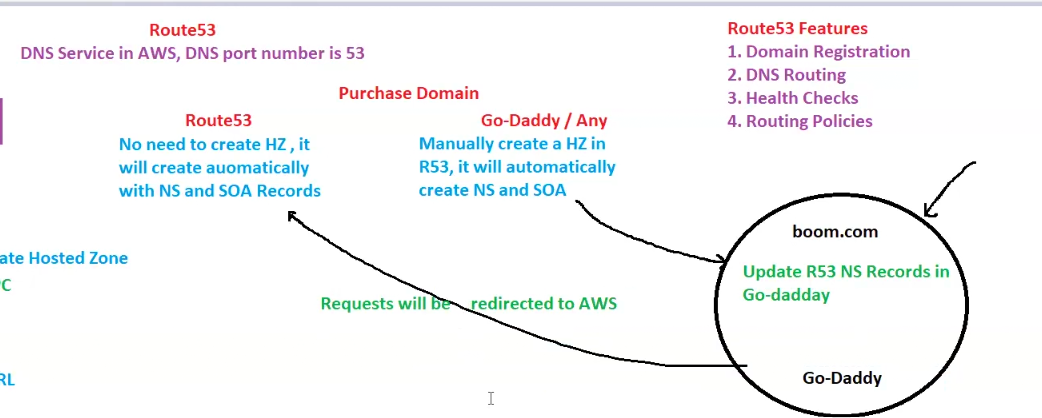 Route53
DNS Service in AWS, DNS port number is 53
Route53 Features
1. Domain Registration
2. DNS Routing
3. Health Checks
4. Routing Policies
Purchase Domain
Route53
No need to create HZ , it
will create auomatically
with NS and SOA Records
Go-Daddy / Any
Manually create a HZ in
R53, it will automatically
create NS and SOA
boom.com
Update R53 NS Records in
Go-dadday
Go-Daddy
ate Hosted Zone
PC
Requests will be redirected to AWS
RL